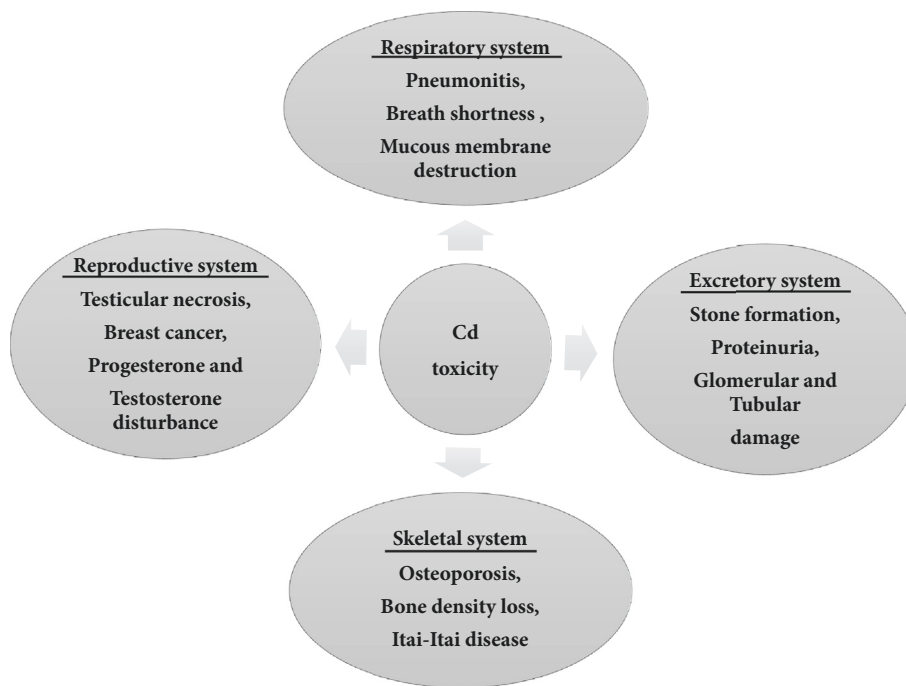 Respiratory system
Pneumonitis,
Breath shortness ,
Mucous membrane
destruction
Reproductive system
Testicular necrosis,
Breast cancer,
Progesterone and
Testosterone
disturbance
Cd
toxicity
Excretory system
Stone formation,
Proteinuria,
Glomerular and
Tubular
damage
Skeletal system
Osteoporosis,
Bone density loss,
Itai-Itai disease